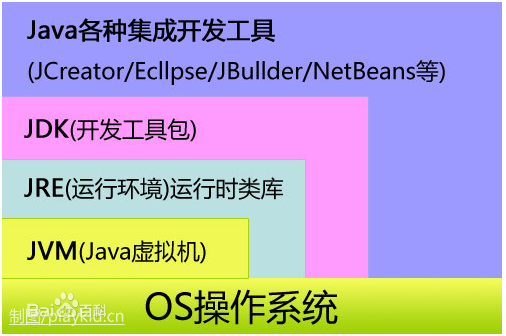 Java各种集成开发工具
(JCreator/Ecllpse/JBullder/NetBeans等)
JDK(开发工具包)
JRE(运行环境)运行时类库
JVM(Java虚拟机)
OS操作系统
Baidu百科
制图/playkid.cn